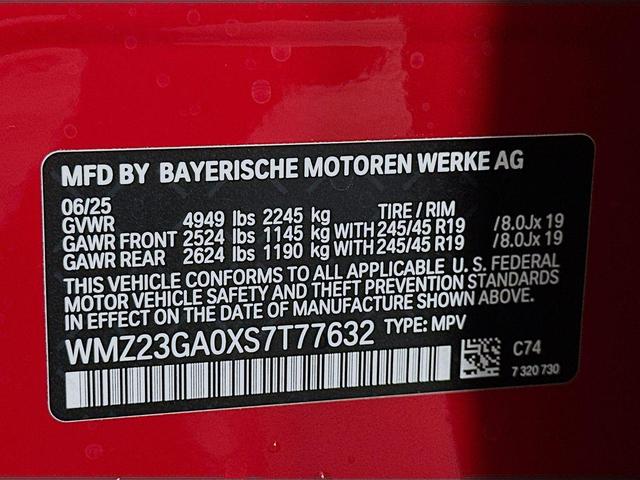 MFD BY BAYERISCHE MOTOREN WERKE AG
06/25 TIRE / RIM
GVWR 4949 lbs 2245 kg
GAWR FRONT 2524 lbs 1145 kg WITH 245/45 R19 /8.0Jx 19
GAWR REAR 2624 lbs 1190 kg WITH 245/45 R19 /8.0Jx 19
THIS VEHICLE CONFORMS TO ALL APPLICABLE U. S. FEDERAL
MOTOR VEHICLE SAFETY AND THEFT PREVENTION STANDARDS
IN EFFECT ON THE DATE OF MANUFACTURE SHOWN ABOVE.
WMZ23GA0XS7T77632 TYPE: MPV
C74
7 320 730